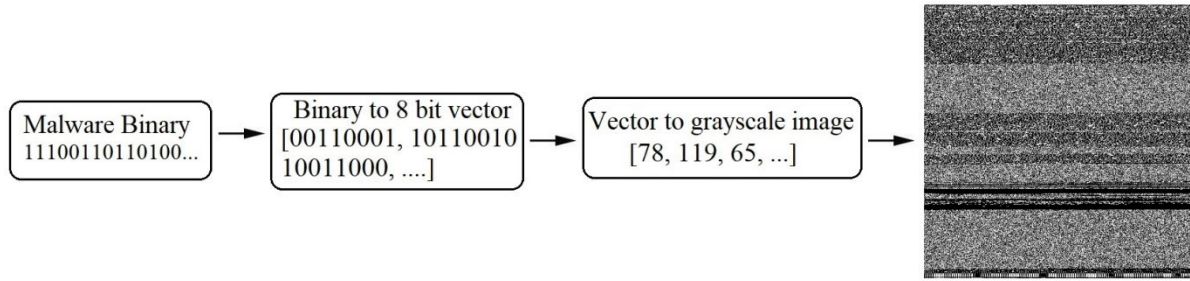 Malware Binary
11100110110100...
Binary to 8 bit vector
[00110001, 10110010
10011000, ....]
Vector to grayscale image
[78, 119, 65, ...]